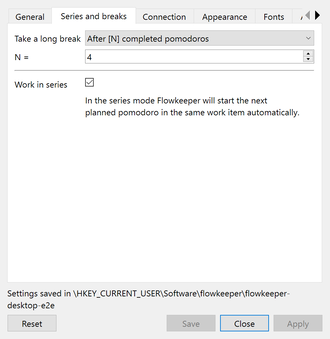 General Series and breaks Connection Appearance Fonts
Take a long break After [N] completed pomodoros
N = 4
Work in series
In the series mode Flowkeeper will start the next
planned pomodoro in the same work item automatically.
Settings saved in \HKEY_CURRENT_USER\Software\flowkeeper\flowkeeper-
desktop-e2e
Reset Save Close Apply